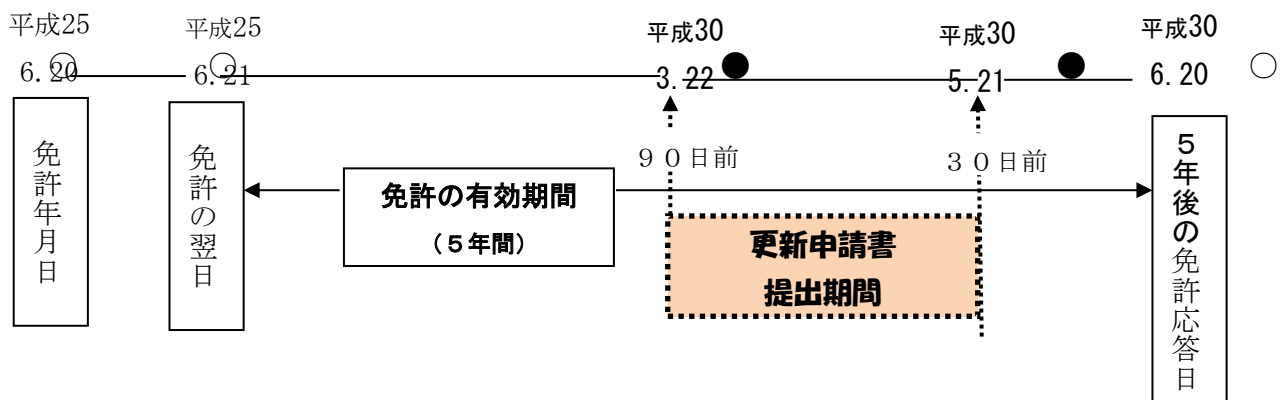 平成25
6.20
平成25
6.21
平成30
3.22
平成30
5.21
平成30
6.20
免許年月日
免許の翌日
免許の有効期間
（５年間）
９０日前
３０日前
更新申請書
提出期間
５年後の免許応答日